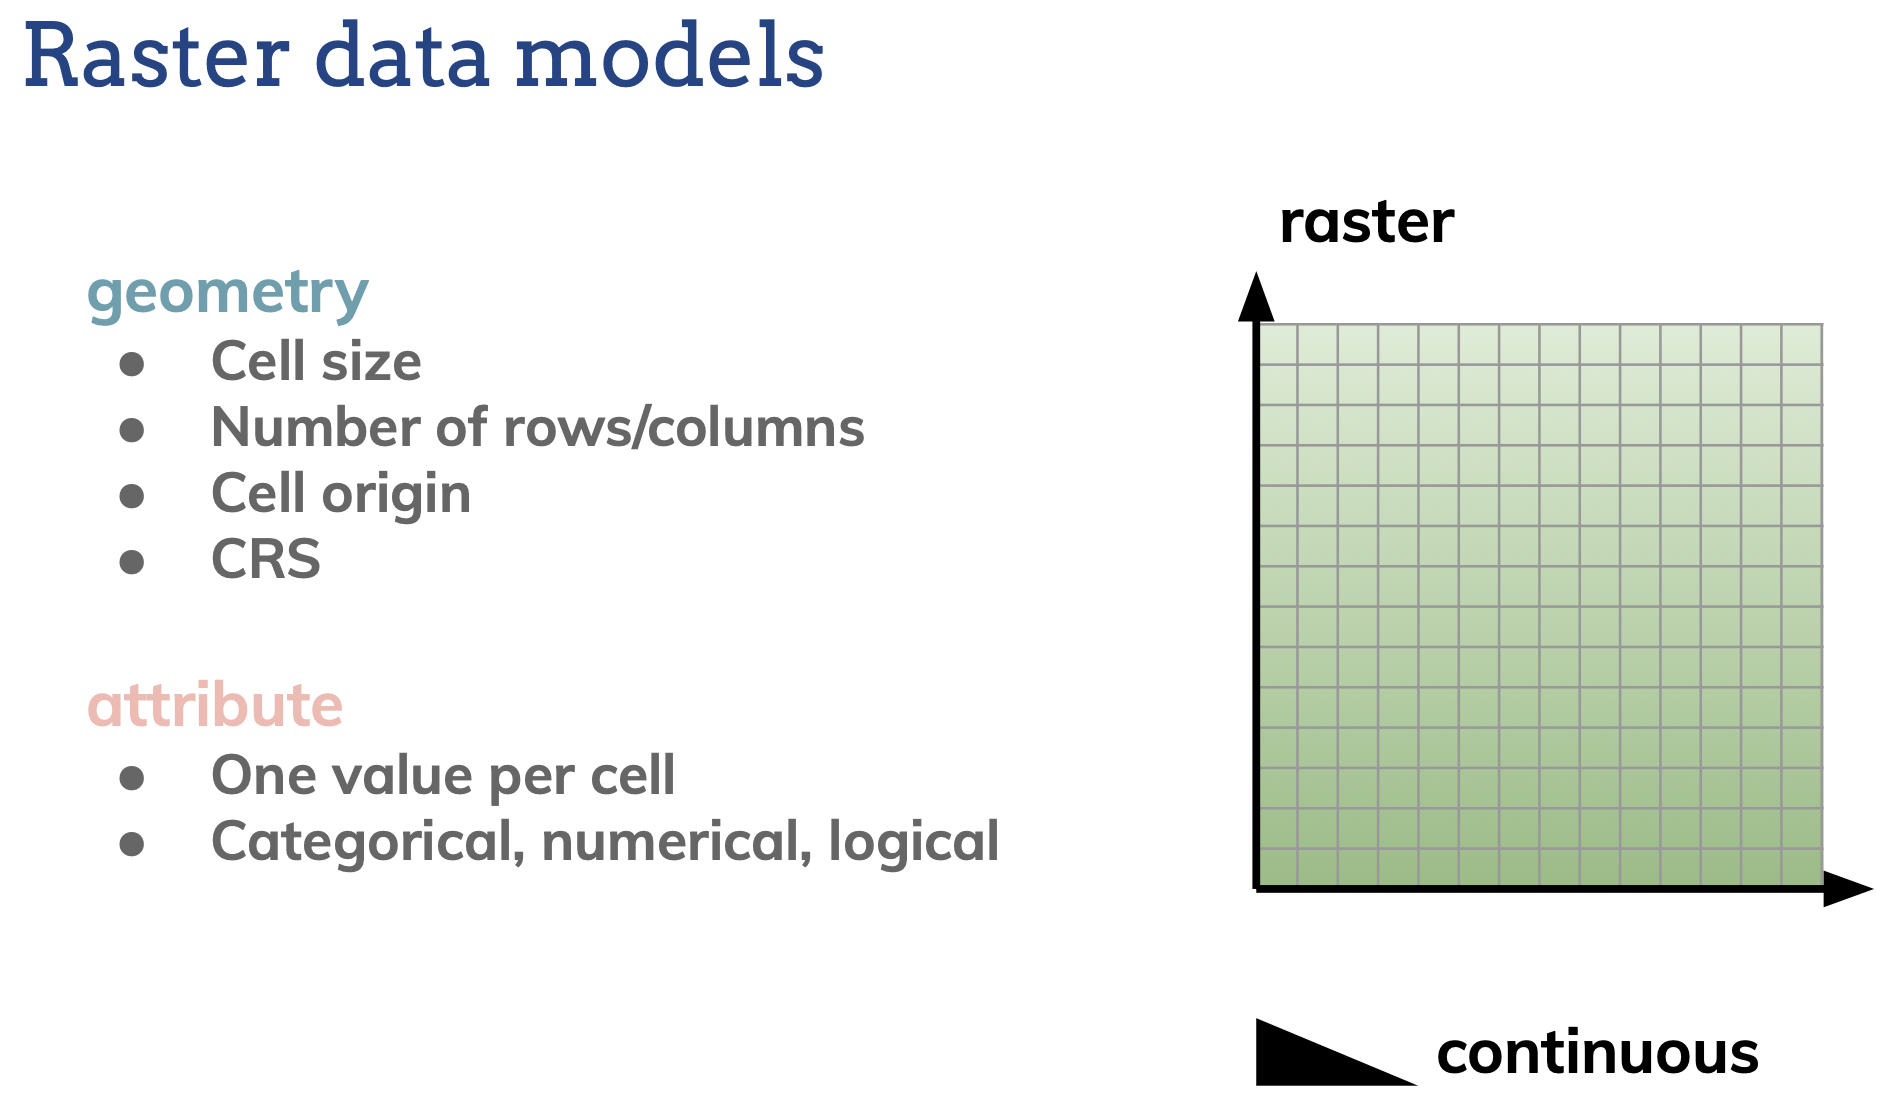 Raster data models
geometry
● Cell size
● Number of rows/columns
● Cell origin
● CRS
attribute
● One value per cell
● Categorical, numerical, logical
raster
continuous